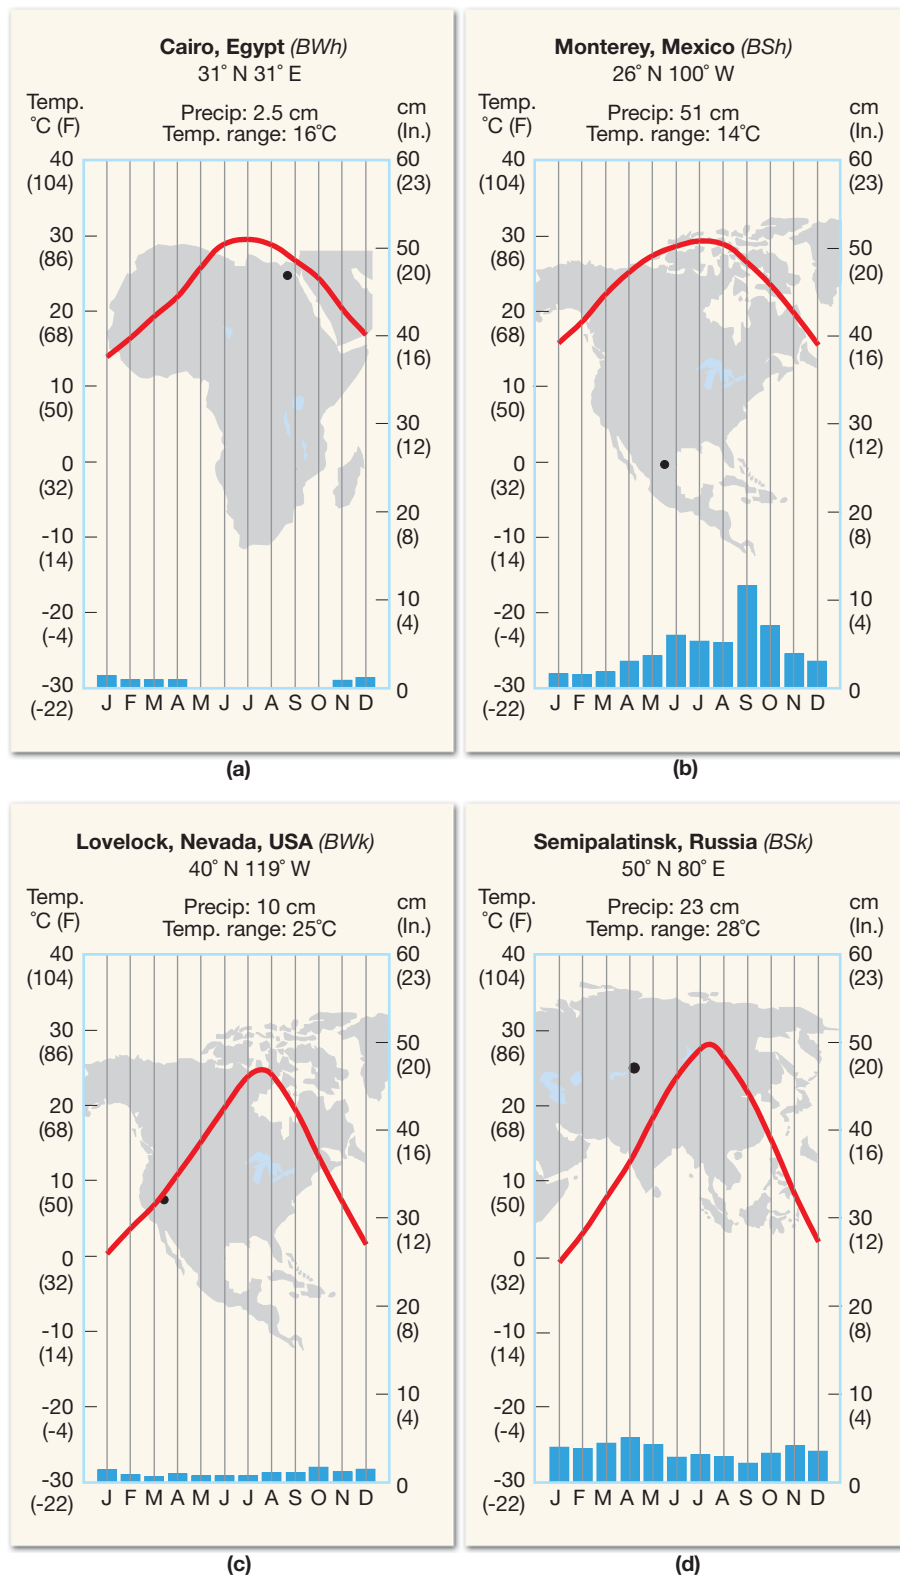 Cairo, Egypt (BWh)
31° N 31° E
Temp.
°C (F)
Precip: 2.5 cm
Temp. range: 16°C
cm
(In.)
40
(104)
30
(86)
20
(68)
10
(50)
0
(32)
-10
(14)
-20
(-4)
-30
(-22)
60
(23)
50
(20)
40
(16)
30
(12)
20
(8)
10
(4)
0
J F M A M J J A S O N D
(a)
Monterey, Mexico (BSh)
26° N 100° W
Temp.
°C (F)
Precip: 51 cm
Temp. range: 14°C
cm
(In.)
40
(104)
30
(86)
20
(68)
10
(50)
0
(32)
-10
(14)
-20
(-4)
-30
(-22)
60
(23)
50
(20)
40
(16)
30
(12)
20
(8)
10
(4)
0
J F M A M J J A S O N D
(b)
Lovelock, Nevada, USA (BWk)
40° N 119° W
Temp.
°C (F)
Precip: 10 cm
Temp. range: 25°C
cm
(In.)
40
(104)
30
(86)
20
(68)
10
(50)
0
(32)
-10
(14)
-20
(-4)
-30
(-22)
60
(23)
50
(20)
40
(16)
30
(12)
20
(8)
10
(4)
0
J F M A M J J A S O N D
(c)
Semipalatinsk, Russia (BSk)
50° N 80° E
Temp.
°C (F)
Precip: 23 cm
Temp. range: 28°C
cm
(In.)
40
(104)
30
(86)
20
(68)
10
(50)
0
(32)
-10
(14)
-20
(-4)
-30
(-22)
60
(23)
50
(20)
40
(16)
30
(12)
20
(8)
10
(4)
0
J F M A M J J A S O N D
(d)